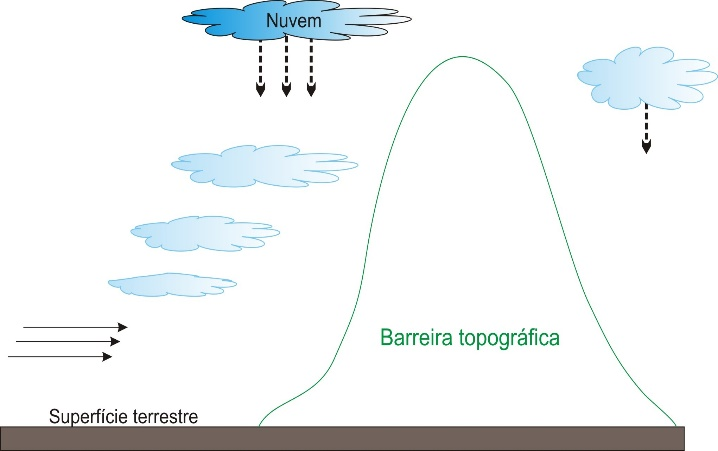 Nuvem
Barreira topográfica
Superfície terrestre